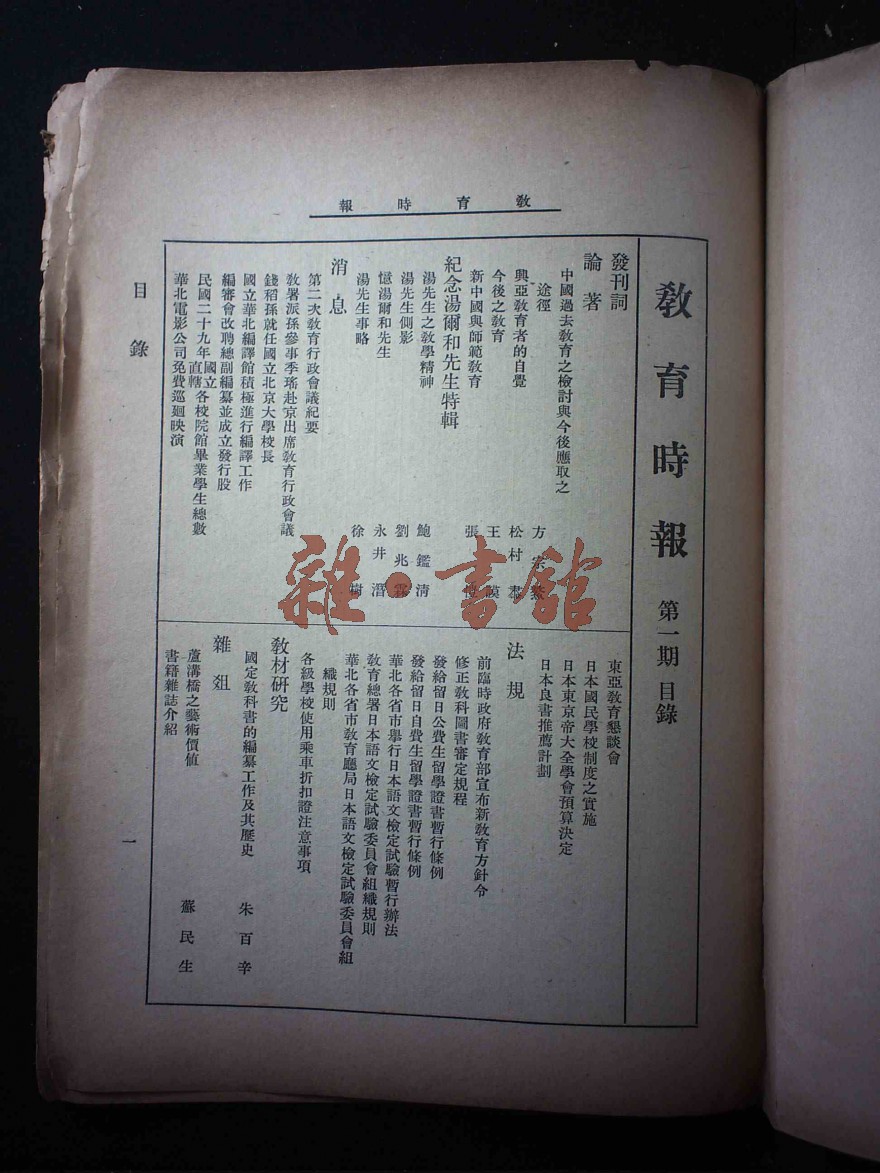 教育時報
教育時報 第一期 目錄
發刊詞
論著
中國過去教育之檢討與今後應取之
途徑 方宗鰲
興亞教育者的自覺 松村
今後之教育 王謨
新中國與師範教育 張愷
紀念湯爾和先生特輯
湯先生之教學精神 鮑鑑清
湯先生側影 劉兆霖
憶湯爾和先生 永井潛
湯先生事略 徐樹
消息
第二次教育行政會議紀要
教署派孫參事季瑤赴京出席教育行政會議
錢稻孫就任國立北京大學校長
國立華北編譯館積極進行編譯工作
編審會改聘總副編纂並成立發行股
民國二十九年國立直轄各校院館畢業學生總數
華北電影公司免費巡廻映演
東亞教育懇談會
日本國民學校制度之實施
日本東京帝大全學會預算決定
日本良書推薦計劃
法規
前臨時政府教育部宣布新教育方針令
修正教科圖書審定規程
發給留日公費生留學證書暫行條例
發給留日自費生留學證書暫行條例
華北各省市舉行日本語文檢定試驗暫行辦法
教育總署日本語文檢定試驗委員會組織規則
華北各省市教育廳局日本語文檢定試驗委員會組
織規則
各級學校使用乘車折扣證注意事項
教材研究
國定教科書的編纂工作及其歷史 朱百辛
雜俎
蘆溝橋之藝術價值 蘇民生
書籍雜誌介紹
目錄
一
雜·書館